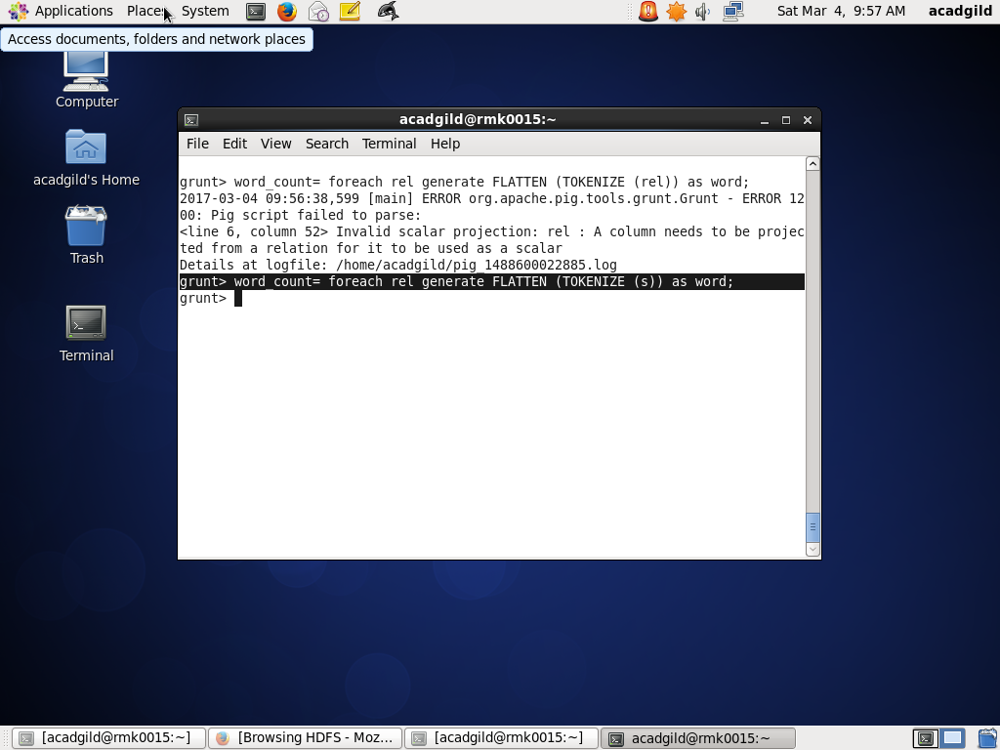 Applications Places System Sat Mar 4, 9:57 AM acadgild
Access documents, folders and network places
Computer
acadgild's Home
Trash
Terminal
acadgild@rmk0015:~
File Edit View Search Terminal Help
grunt> word_count= foreach rel generate FLATTEN (TOKENIZE (rel)) as word;
2017-03-04 09:56:38,599 [main] ERROR org.apache.pig.tools.grunt.Grunt - ERROR 12
00: Pig script failed to parse:
<line 6, column 52> Invalid scalar projection: rel : A column needs to be projec
ted from a relation for it to be used as a scalar
Details at logfile: /home/acadgild/pig_1488600022885.log
grunt> word_count= foreach rel generate FLATTEN (TOKENIZE (s)) as word;
grunt>
[acadgild@rmk0015:~] [Browsing HDFS - Moz... [acadgild@rmk0015:~] acadgild@rmk0015:~